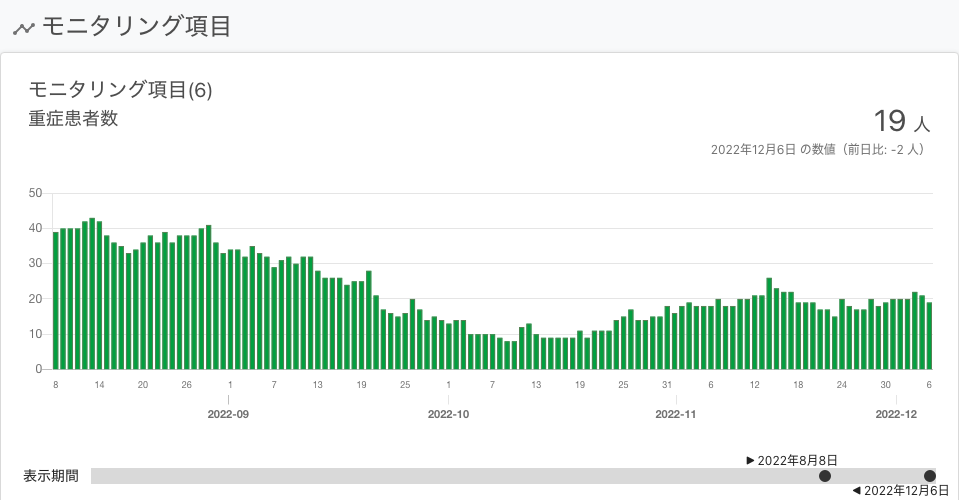 モニタリング項目
モニタリング項目(6)
重症患者数
19 人
2022年12月6日 の数値（前日比: -2 人）
50
40
30
20
10
0
8 14 20 26 1 7 13 19 25 1 7 13 19 25 31 6 12 18 24 30 6
2022-09 2022-10 2022-11 2022-12
▶ 2022年8月8日
表示期間
◀ 2022年12月6日